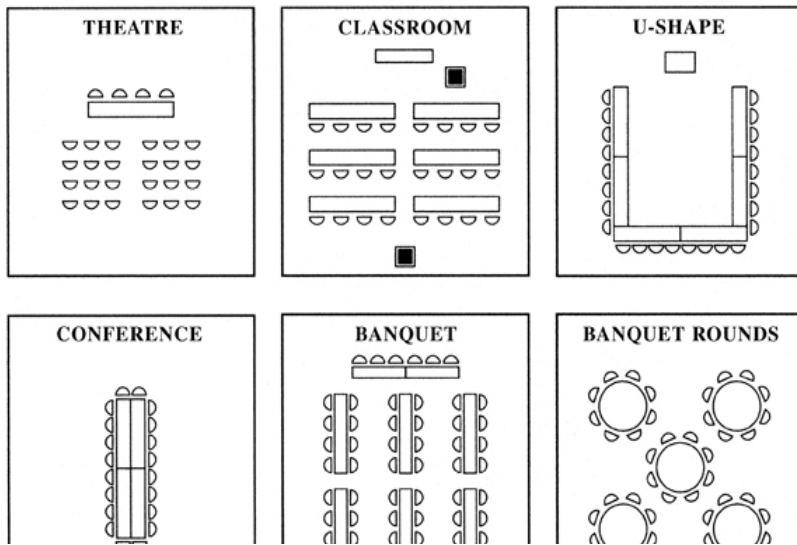 THEATRE
CLASSROOM
U-SHAPE
CONFERENCE
BANQUET
BANQUET ROUNDS